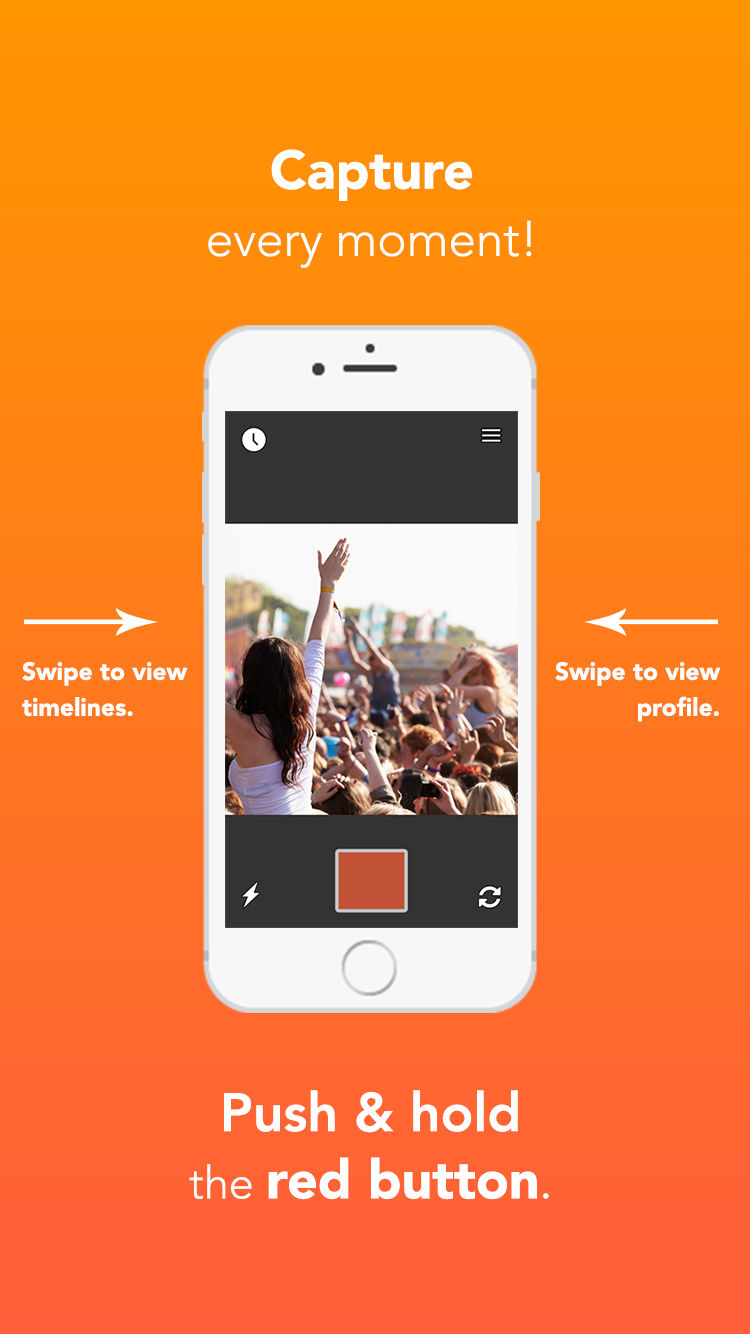 Capture
every moment!
Swipe to view
timelines.
Swipe to view
profile.
Push & hold
the red button.